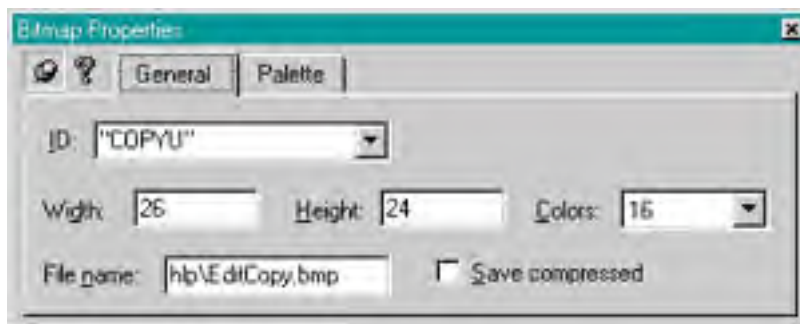 Bitmap Properties
General Palette
ID: "COPYU"
Width: 26 Height: 24 Colors: 16
File name: hlp\EditCopy.bmp Save compressed